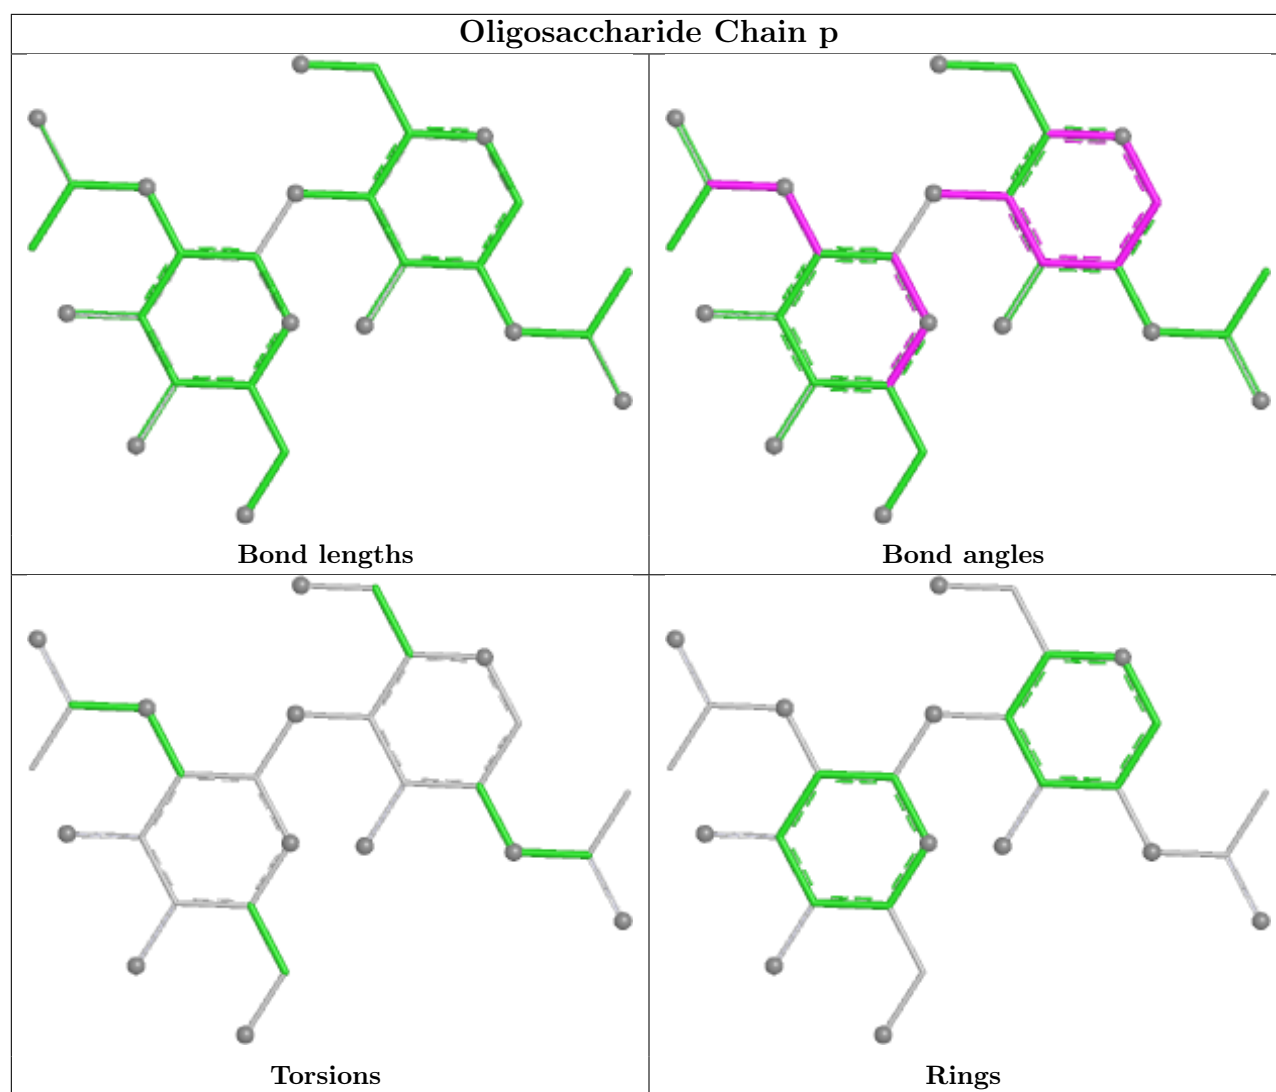 Oligosaccharide Chain p
Bond lengths
Bond angles
Torsions
Rings